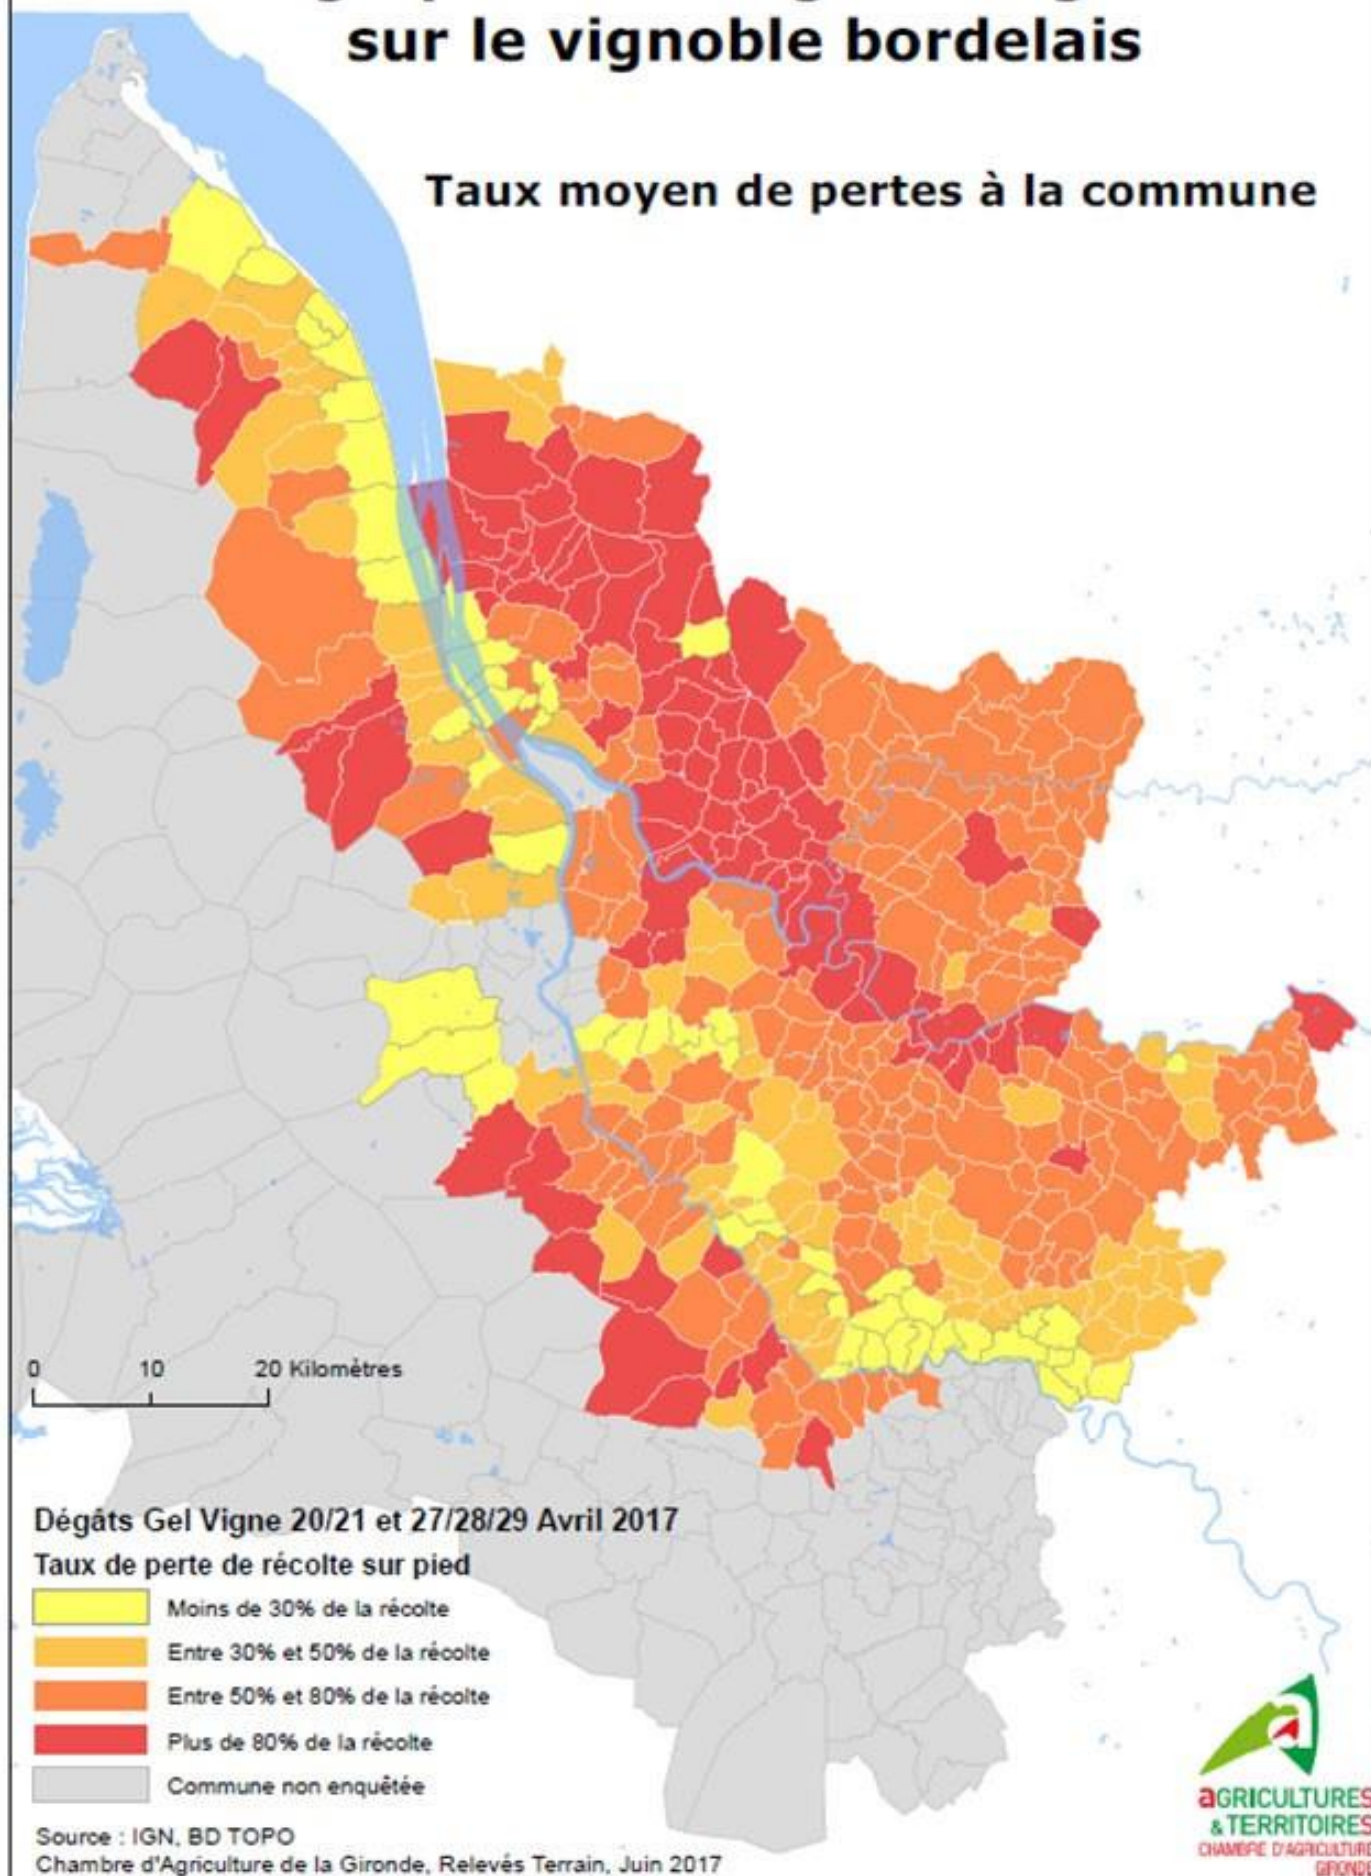 sur le vignoble bordelais
Taux moyen de pertes à la commune
0 10 20 Kilomètres
Dégâts Gel Vigne 20/21 et 27/28/29 Avril 2017
Taux de perte de récolte sur pied
Moins de 30% de la récolte
Entre 30% et 50% de la récolte
Entre 50% et 80% de la récolte
Plus de 80% de la récolte
Commune non enquêtée
Source : IGN, BD TOPO
Chambre d'Agriculture de la Gironde, Relevés Terrain, Juin 2017
aGRICULTURES
& TERRITOIRES
CHAMBRE D'AGRICULTURE
GIRONDE